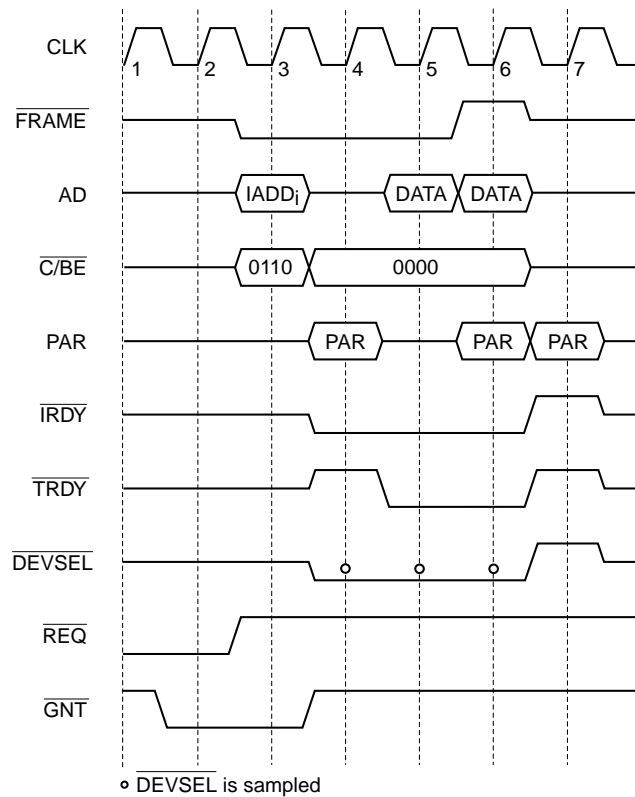 CLK
1 2 3 4 5 6 7
FRAME
AD IADDi DATA DATA
C/BE 0110 0000
PAR PAR PAR PAR
IRDY
TRDY
DEVSEL
REQ
GNT
DEVSEL is sampled